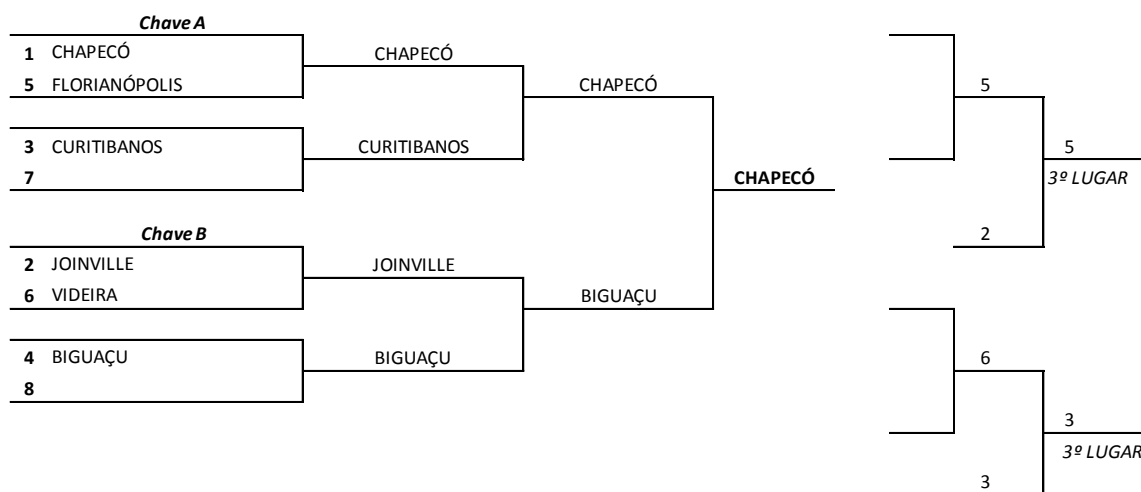 Chave A
1 CHAPECÓ
5 FLORIANÓPOLIS
CHAPECÓ
3 CURITIBANOS
7
CURITIBANOS
CHAPECÓ
Chave B
2 JOINVILLE
6 VIDEIRA
JOINVILLE
4 BIGUAÇU
8
BIGUAÇU
BIGUAÇU
CHAPECÓ
5
5
3º LUGAR
2
6
3
3º LUGAR
3